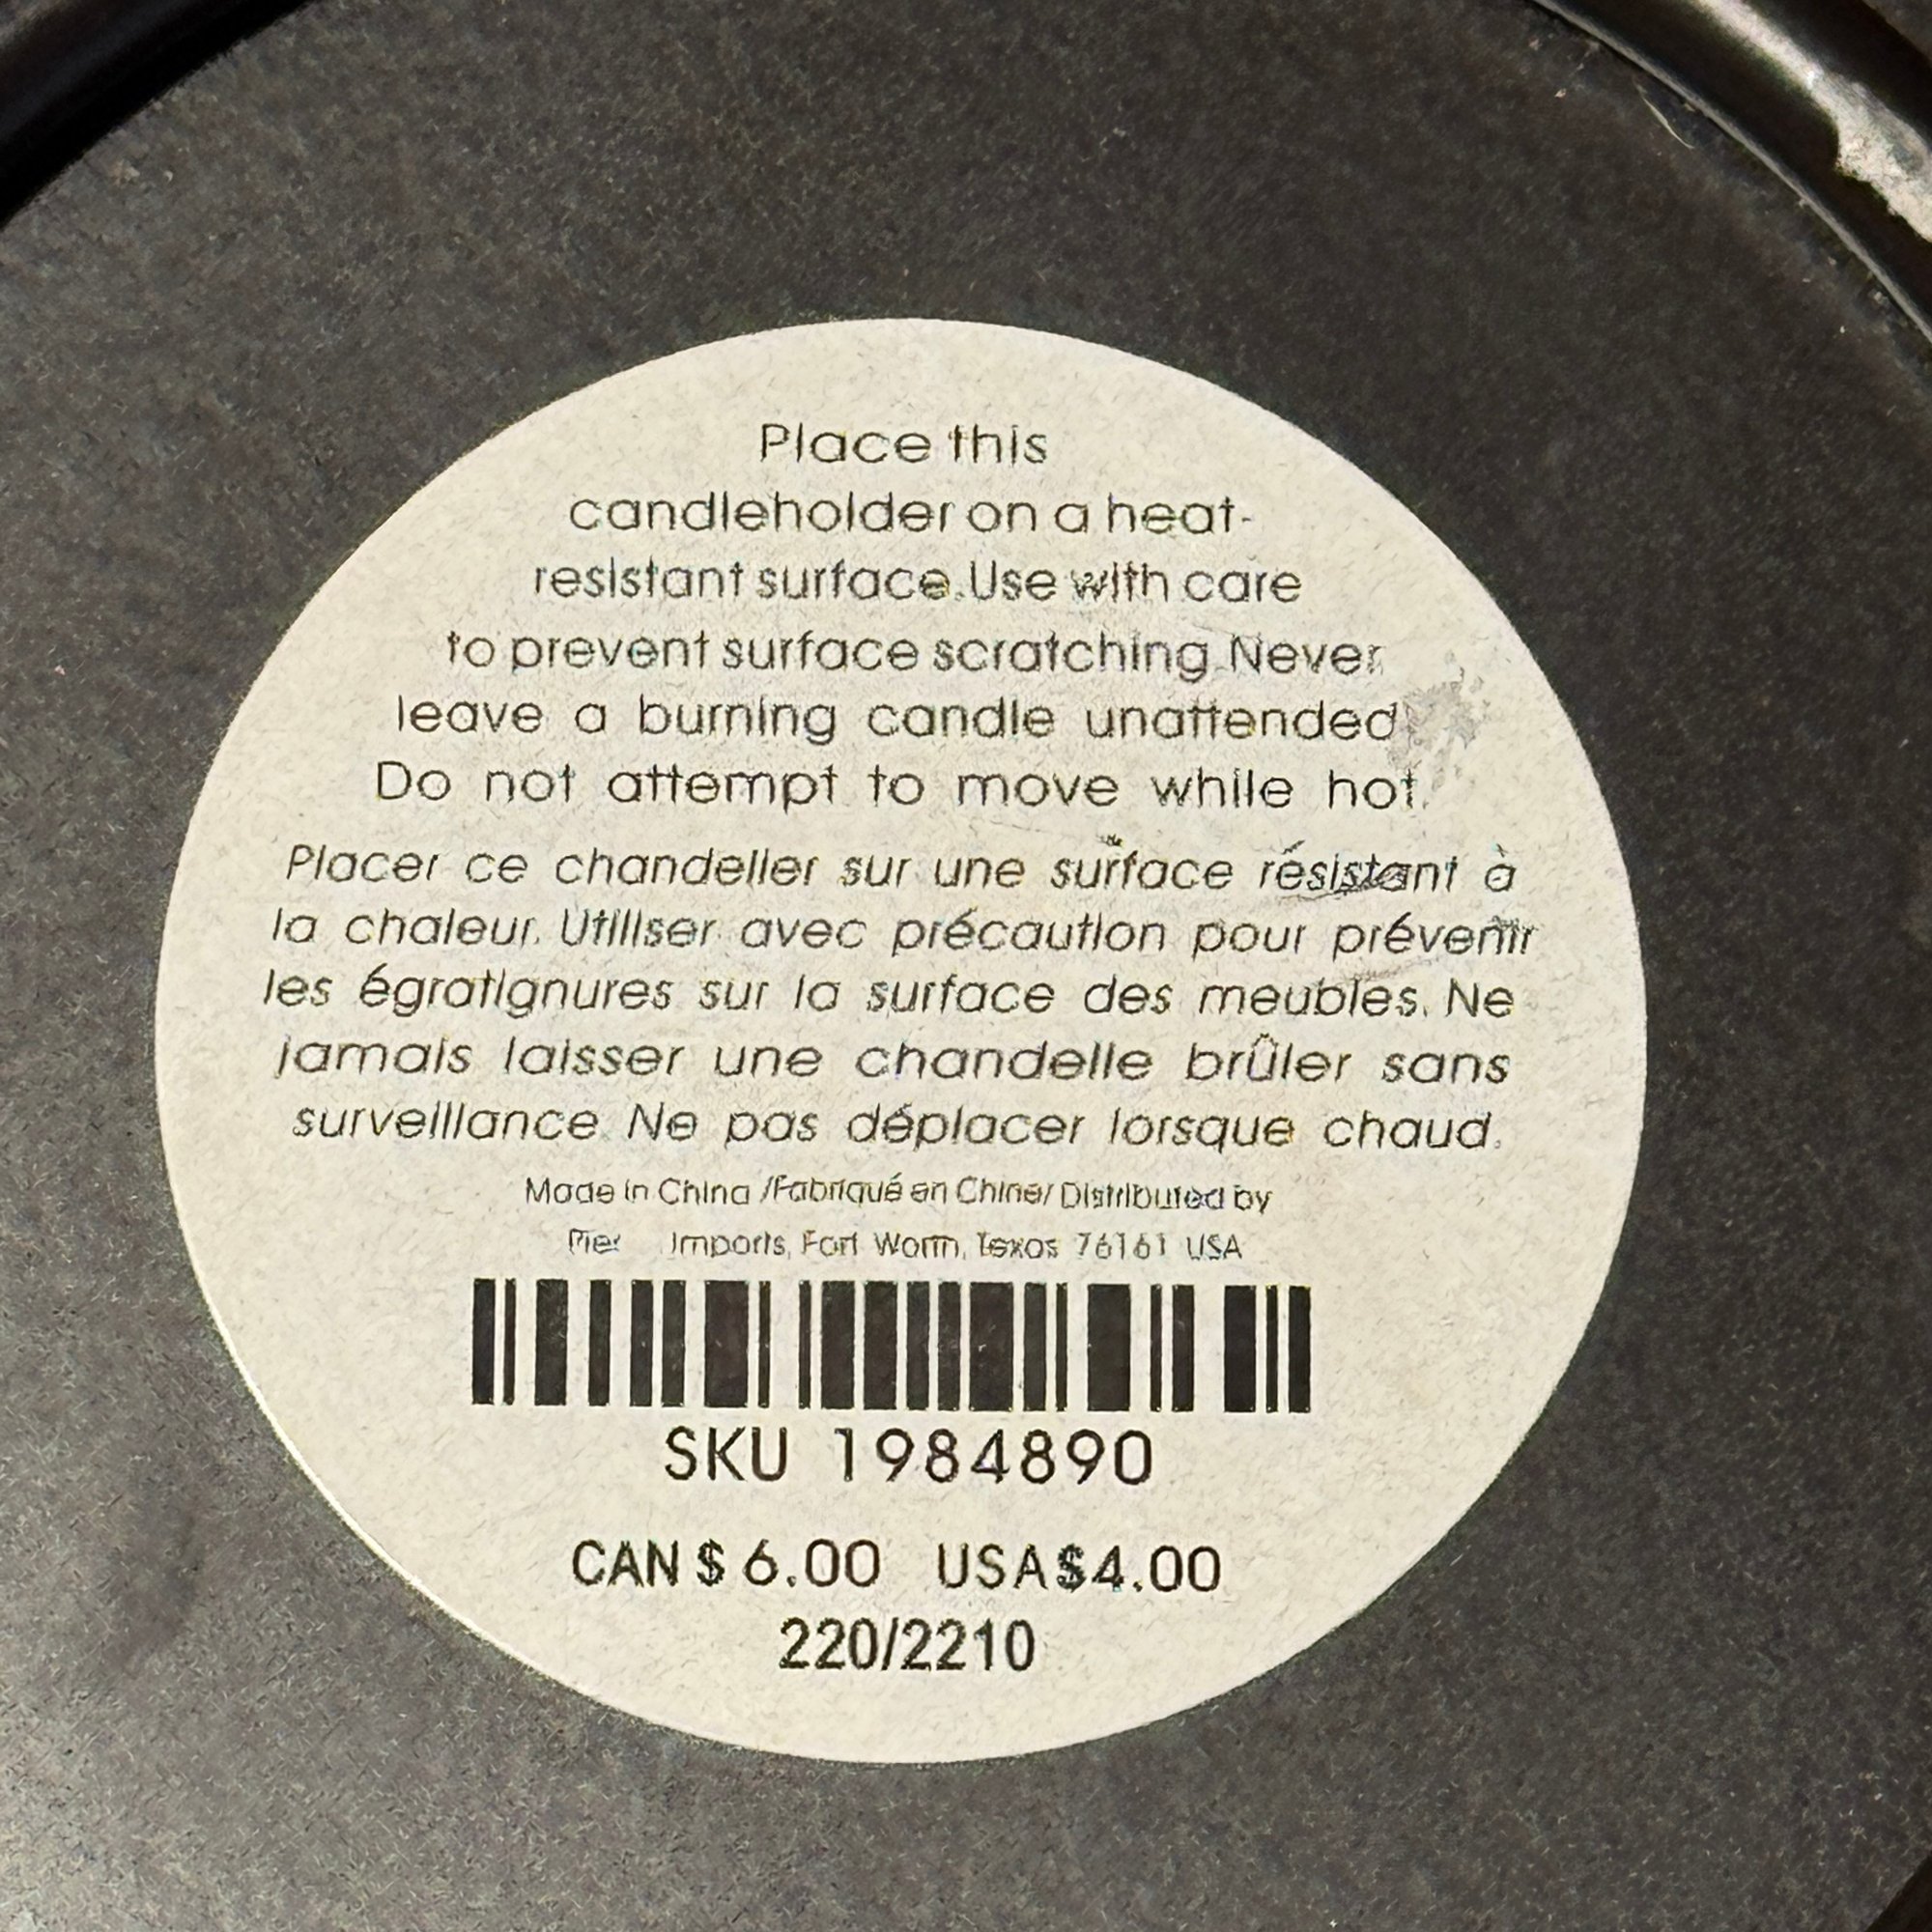 Place this
candleholder on a heat-
resistant surface. Use with care
to prevent surface scratching. Never
leave a burning candle unattended
Do not attempt to move while hot.
Placer ce chandelier sur une surface résistant à
la chaleur. Utiliser avec précaution pour prévenir
les égratignures sur la surface des meubles. Ne
jamais laisser une chandelle brûler sans
surveillance. Ne pas déplacer lorsque chaud.
Made in China /Fabriqué en Chine/ Distributed by
Pier Imports, Fort Worth, Texas 76161 USA
SKU 1984890
CAN $ 6.00 USA $4.00
220/2210